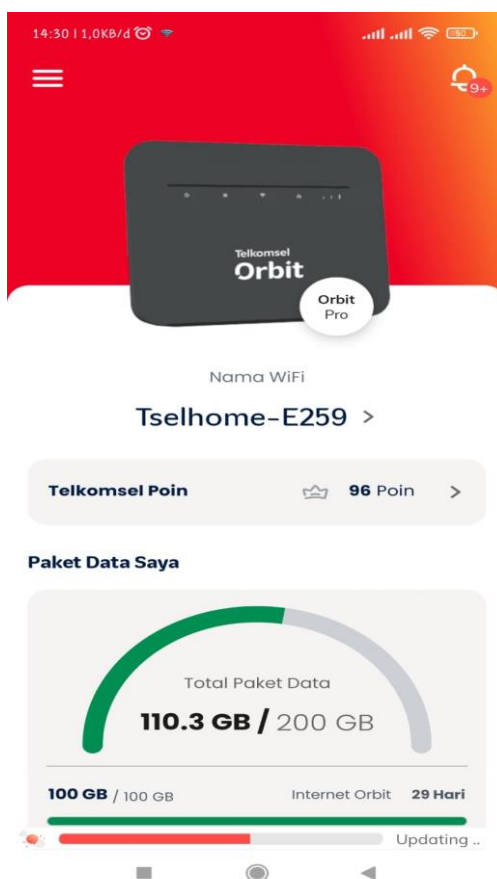 14:30 | 1,0KB/d
50
9+
Telkomsel
Orbit
Orbit
Pro
Nama WiFi
Tselhome-E259 >
Telkomsel Poin 96 Poin >
Paket Data Saya
Total Paket Data
110.3 GB / 200 GB
100 GB / 100 GB Internet Orbit 29 Hari
Updating ..